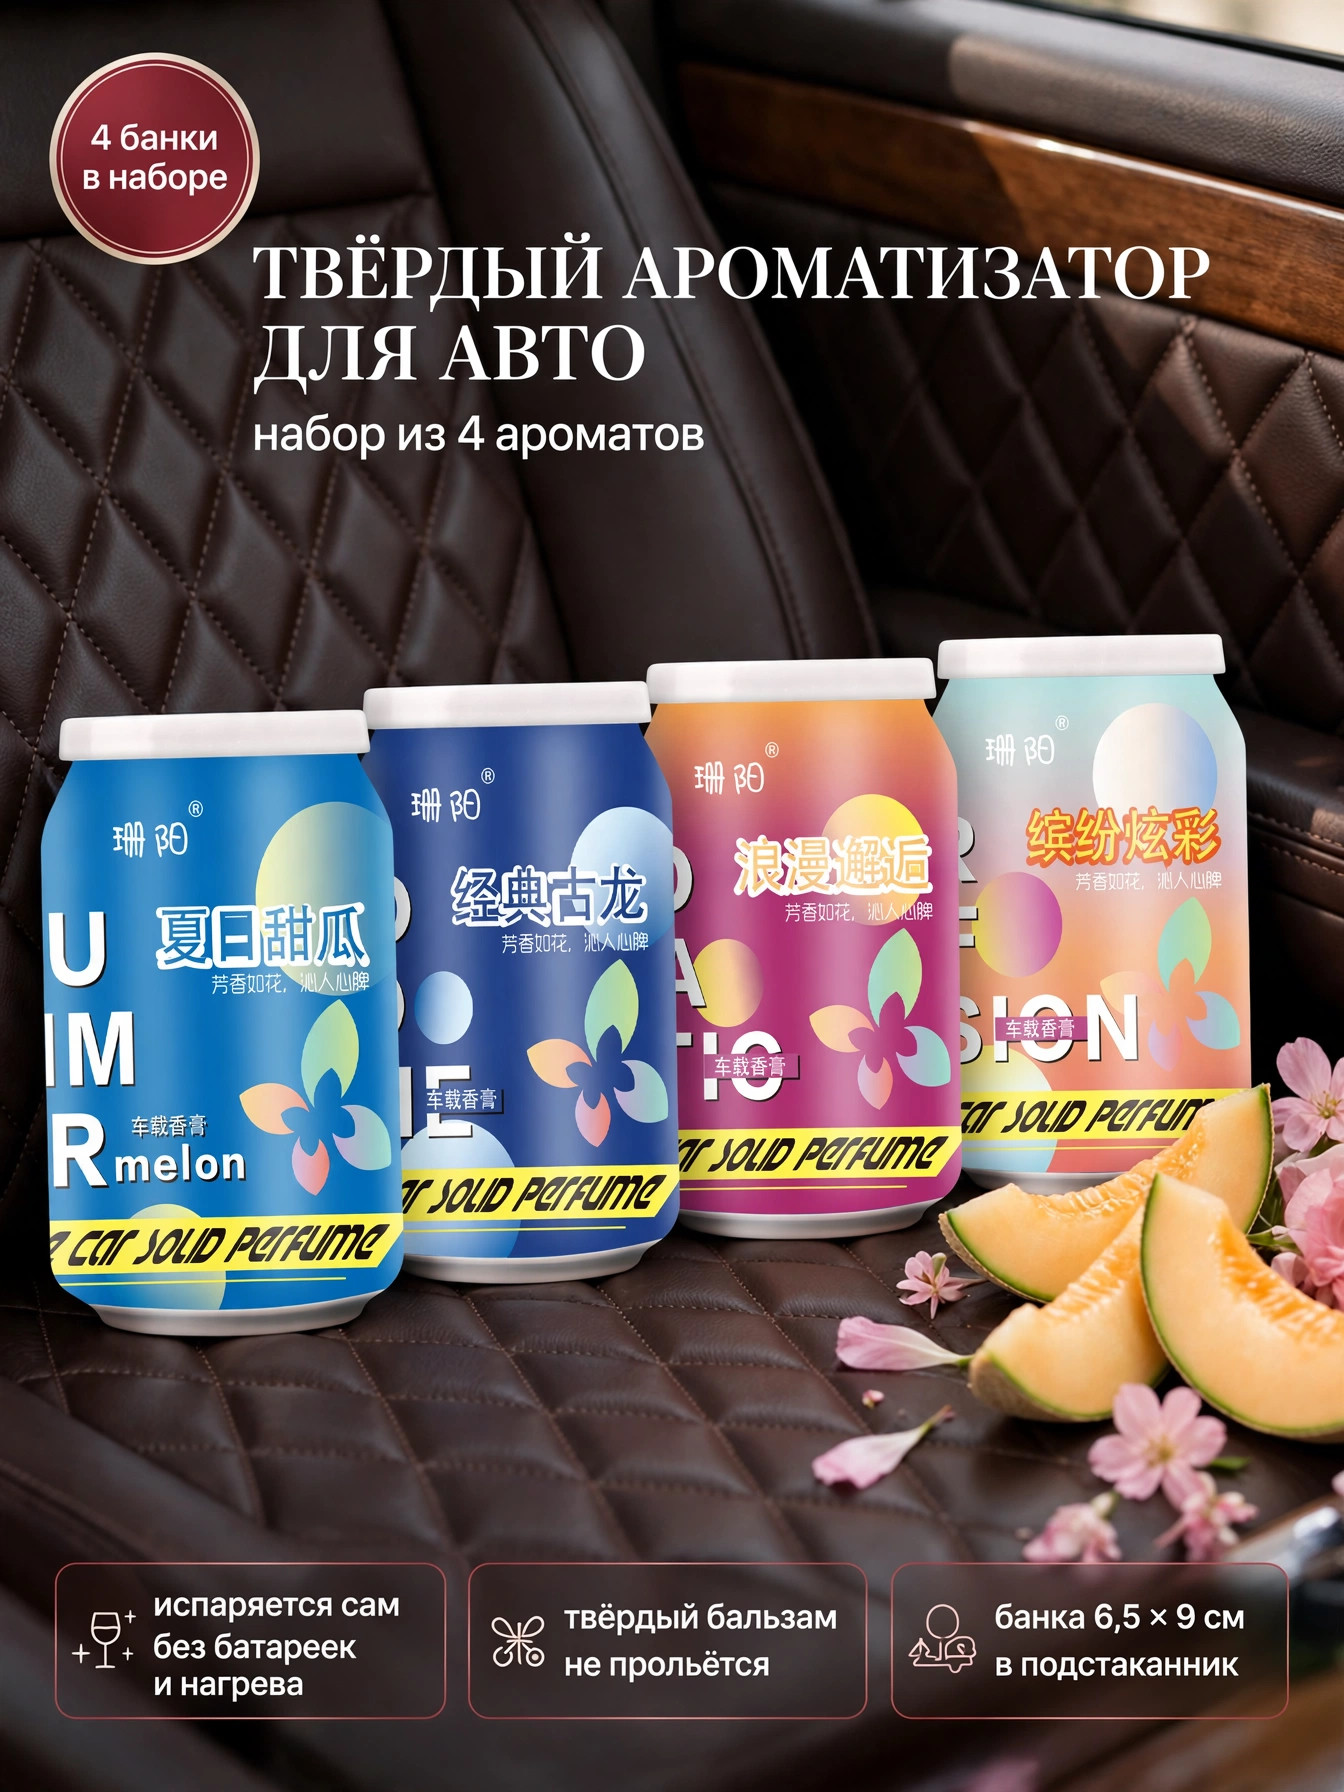 4 банки
в наборе
ТВЁРДЫЙ АРОМАТИЗАТОР
ДЛЯ АВТО
набор из 4 ароматов
珊阳®
夏日甜瓜
芳香如花, 沁人心脾
U
IM
R melon
车载香膏
CAR SOLID PERFUME
珊阳®
经典古龙
芳香如花, 沁人心脾
车载香膏
SOLID PERFUME
珊阳®
浪漫邂逅
芳香如花, 沁人心脾
A
TIC
车载香膏
SOLID PERFUME
珊阳®
缤纷炫彩
芳香如花, 沁人心脾
SION
车载香膏
SOLID PERFUM
испаряется сам
без батареек
и нагрева
твёрдый бальзам
не прольётся
банка 6,5 × 9 см
в подстаканник